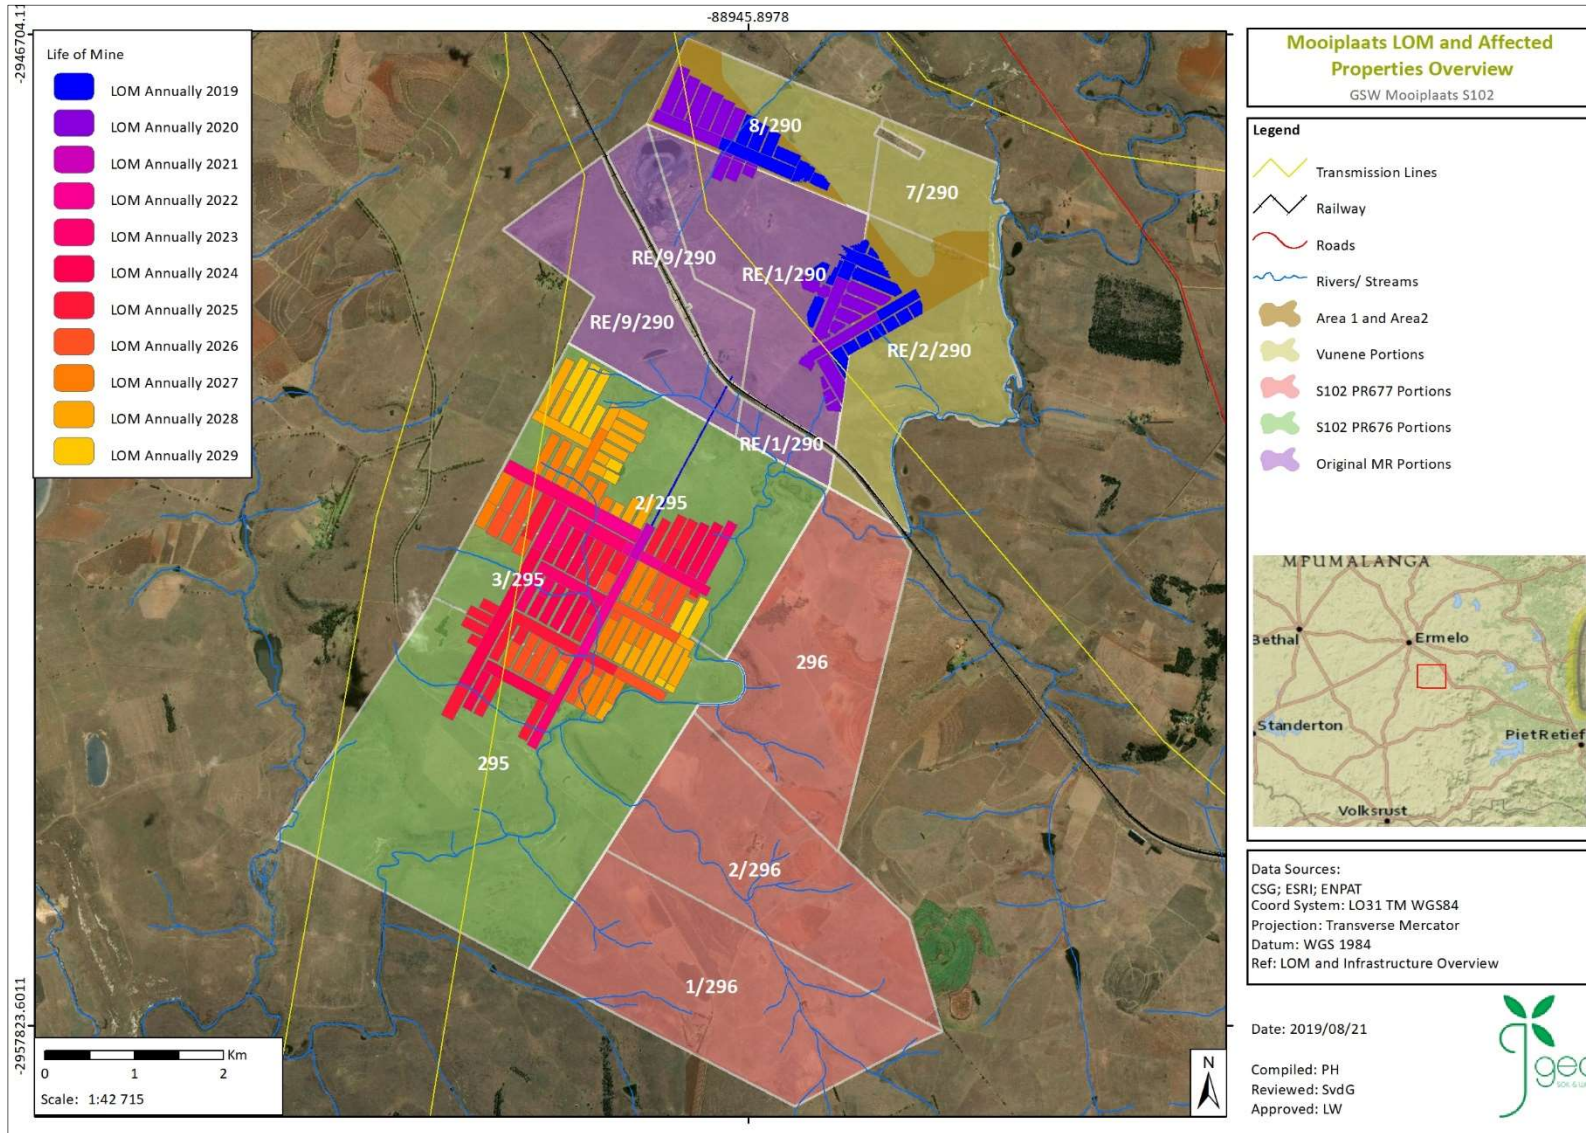 -88945.8978
-2946704.11
-2957823.6011
Life of Mine
LOM Annually 2019
LOM Annually 2020
LOM Annually 2021
LOM Annually 2022
LOM Annually 2023
LOM Annually 2024
LOM Annually 2025
LOM Annually 2026
LOM Annually 2027
LOM Annually 2028
LOM Annually 2029
8/290
7/290
RE/9/290
RE/1/290
RE/9/290
RE/2/290
RE/1/290
2/295
3/295
296
295
2/296
1/296
Km
0 1 2
Scale: 1:42 715
N
Mooiplaats LOM and Affected
Properties Overview
GSW Mooiplaats S102
Legend
Transmission Lines
Railway
Roads
Rivers/ Streams
Area 1 and Area2
Vunene Portions
S102 PR677 Portions
S102 PR676 Portions
Original MR Portions
MPUMALANGA
Bethal
Ermelo
Standerton
Piet Retief
Volksrust
Data Sources:
CSG; ESRI; ENPAT
Coord System: LO31 TM WGS84
Projection: Transverse Mercator
Datum: WGS 1984
Ref: LOM and Infrastructure Overview
Date: 2019/08/21
Compiled: PH
Reviewed: SvdG
Approved: LW